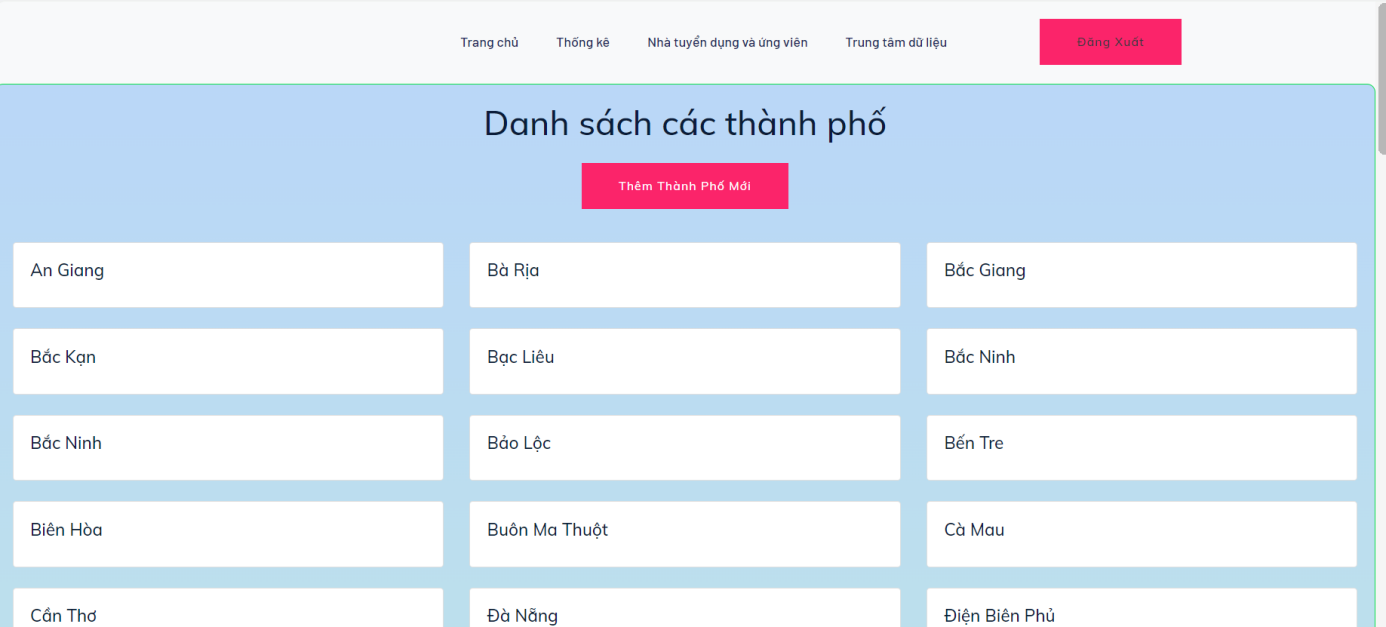 Trang chủ Thống kê Nhà tuyển dụng và ứng viên Trung tâm dữ liệu Đăng Xuất
Danh sách các thành phố
Thêm Thành Phố Mới
An Giang Bà Rịa Bắc Giang
Bắc Kạn Bạc Liêu Bắc Ninh
Bắc Ninh Bảo Lộc Bến Tre
Biên Hòa Buôn Ma Thuột Cà Mau
Cần Thơ Đà Nẵng Điện Biên Phủ